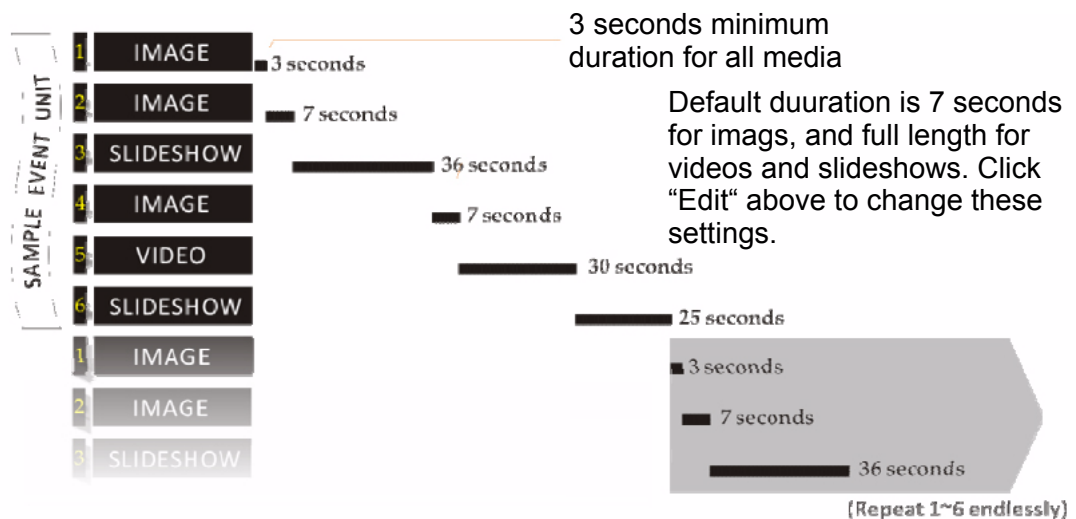 3 seconds minimum
duration for all media
SAMPLE EVENT UNIT
1 IMAGE 3 seconds
Default duuration is 7 seconds
for imags, and full length for
videos and slideshows. Click
“Edit“ above to change these
settings.
2 IMAGE 7 seconds
3 SLIDESHOW 36 seconds
4 IMAGE 7 seconds
5 VIDEO 30 seconds
6 SLIDESHOW 25 seconds
1 IMAGE 3 seconds
2 IMAGE 7 seconds
3 SLIDESHOW 36 seconds
(Repeat 1~6 endlessly)